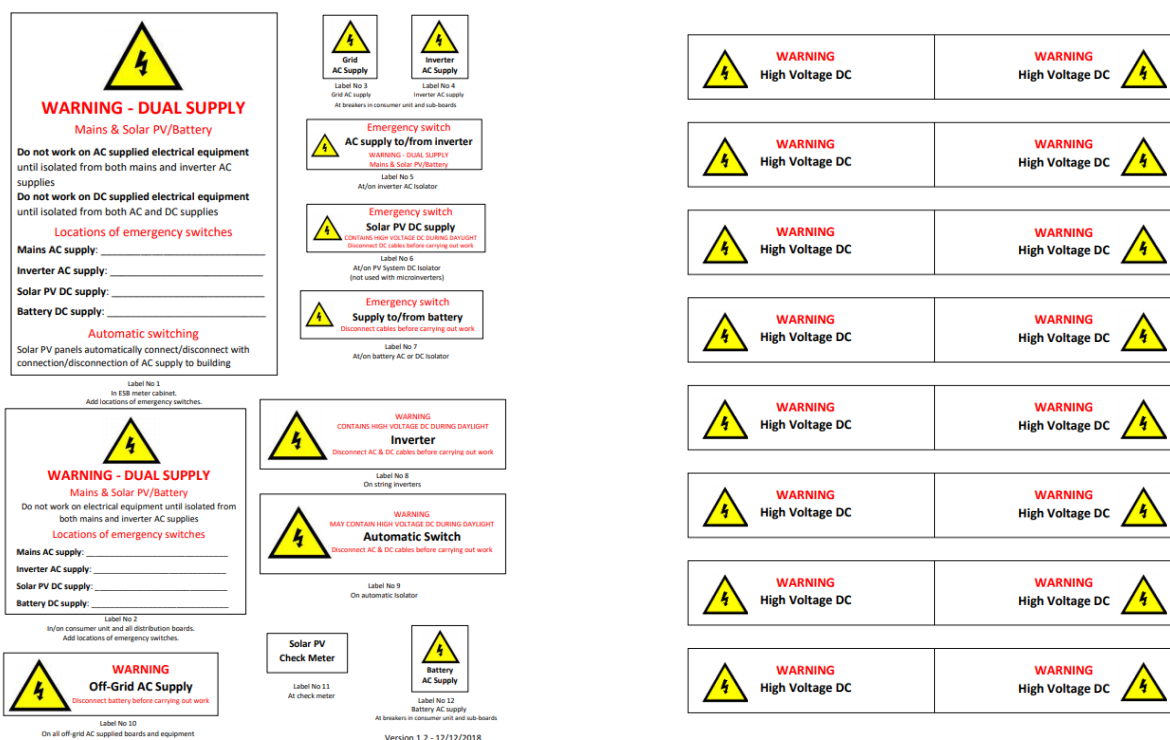 WARNING - DUAL SUPPLY
Mains & Solar PV/Battery
Do not work on AC supplied electrical equipment
until isolated from both mains and inverter AC
supplies
Do not work on DC supplied electrical equipment
until isolated from both AC and DC supplies
Locations of emergency switches
Mains AC supply: ____________________________
Inverter AC supply: __________________________
Solar PV DC supply: __________________________
Battery DC supply: ___________________________
Automatic switching
Solar PV panels automatically connect/disconnect with
connection/disconnection of AC supply to building
Label No 1
In ESB meter cabinet.
Add locations of emergency switches.
WARNING - DUAL SUPPLY
Mains & Solar PV/Battery
Do not work on electrical equipment until isolated from
both mains and inverter AC supplies
Locations of emergency switches
Mains AC supply: ____________________________
Inverter AC supply: __________________________
Solar PV DC supply: __________________________
Battery DC supply: ___________________________
Label No 2
In/on consumer unit and all distribution boards.
Add locations of emergency switches.
WARNING
Off-Grid AC Supply
Disconnect battery before carrying out work
Label No 10
On all off-grid AC supplied boards and equipment
Grid
AC Supply
Label No 3
Grid AC supply
Inverter
AC Supply
Label No 4
Inverter AC supply
At breakers in consumer unit and sub-boards
Emergency switch
AC supply to/from inverter
WARNING - DUAL SUPPLY
Mains & Solar PV/Battery
Label No 5
At/on inverter AC Isolator
Emergency switch
Solar PV DC supply
CONTAINS HIGH VOLTAGE DC DURING DAYLIGHT
Disconnect DC cables before carrying out work
Label No 6
At/on PV System DC Isolator
(not used with microinverters)
Emergency switch
Supply to/from battery
Disconnect cables before carrying out work
Label No 7
At/on battery AC or DC Isolator
WARNING
CONTAINS HIGH VOLTAGE DC DURING DAYLIGHT
Inverter
Disconnect AC & DC cables before carrying out work
Label No 8
On string inverters
WARNING
MAY CONTAIN HIGH VOLTAGE DC DURING DAYLIGHT
Automatic Switch
Disconnect AC & DC cables before carrying out work
Label No 9
On automatic Isolator
Solar PV
Check Meter
Label No 11
At check meter
Battery
AC Supply
Label No 12
Battery AC supply
At breakers in consumer unit and sub-boards
Version 1.2 - 12/12/2018
WARNING
High Voltage DC
WARNING
High Voltage DC
WARNING
High Voltage DC
WARNING
High Voltage DC
WARNING
High Voltage DC
WARNING
High Voltage DC
WARNING
High Voltage DC
WARNING
High Voltage DC
WARNING
High Voltage DC
WARNING
High Voltage DC
WARNING
High Voltage DC
WARNING
High Voltage DC
WARNING
High Voltage DC
WARNING
High Voltage DC
WARNING
High Voltage DC
WARNING
High Voltage DC